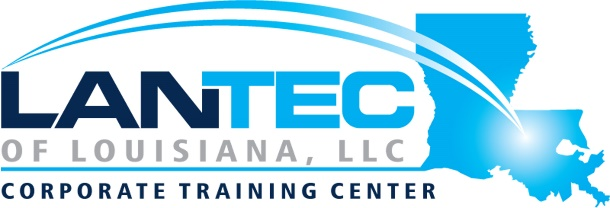 LANTEC
OF LOUISIANA, LLC
CORPORATE TRAINING CENTER